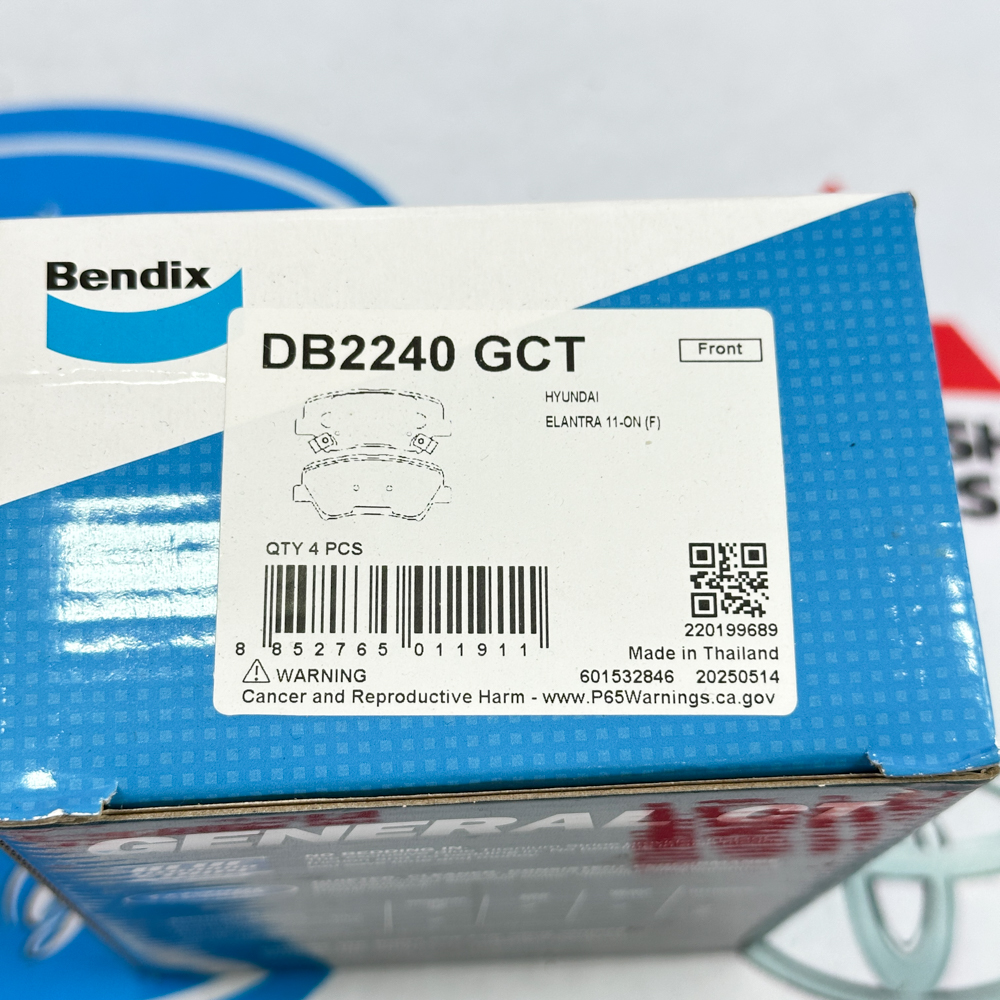 Bendix
DB2240 GCT
Front
HYUNDAI
ELANTRA 11-ON (F)
QTY 4 PCS
8 852765 011911
220199689
Made in Thailand
WARNING
601532846 20250514
Cancer and Reproductive Harm - www.P65Warnings.ca.gov
GENERAL CT